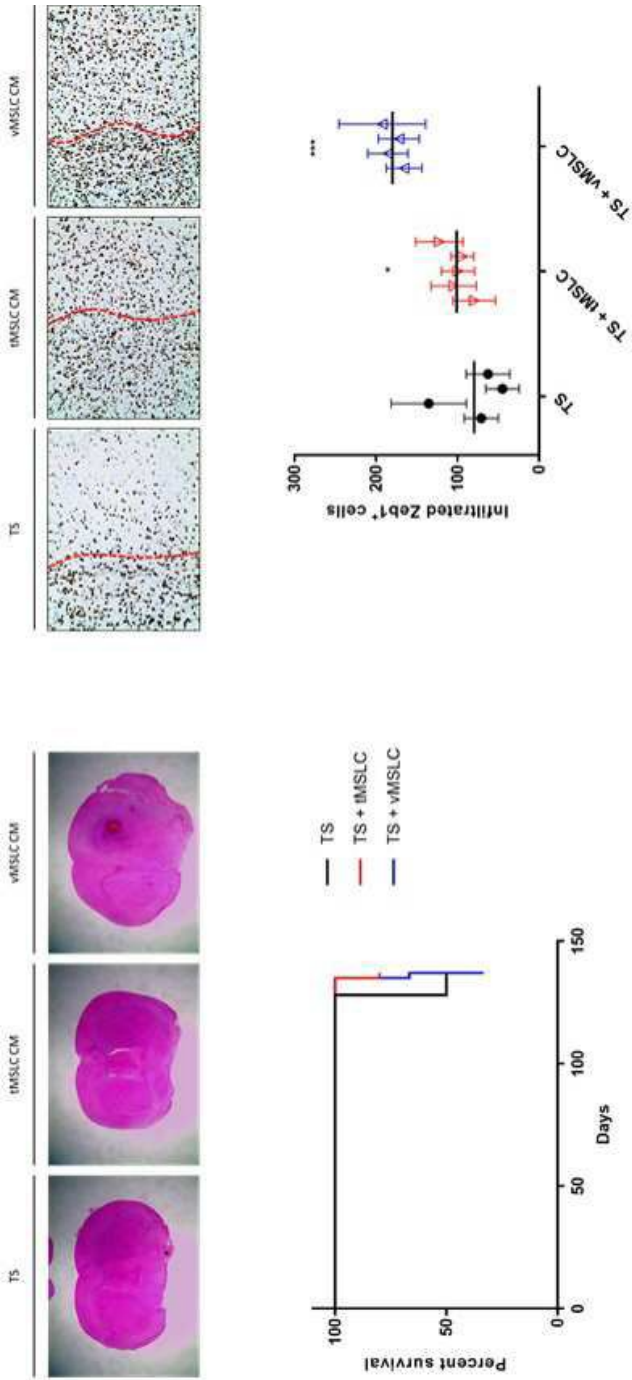 TS
tMSLC CM
vMSLC CM
Percent survival
100
50
0
0
50
100
150
Days
TS
TS + tMSLC
TS + vMSLC
TS
tMSLC CM
vMSLC CM
Infiltrated Zeb1⁺ cells
300
200
100
0
*
***
TS
TS + tMSLC
TS + vMSLC